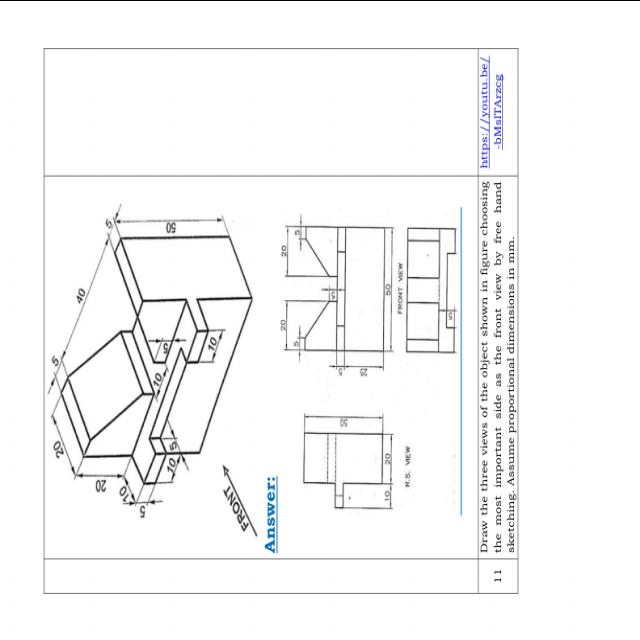 11
Draw the three views of the object shown in figure choosing
the most important side as the front view by free hand
sketching. Assume proportional dimensions in mm.
https://youtu.be/
-bMslTArzcg
5
40
5
20
20
10
5
10
5
10
5
10
50
FRONT
Answer:
20
5
20
5
5
5
25
50
FRONT VIEW
5
50
10
20
R.S. VIEW